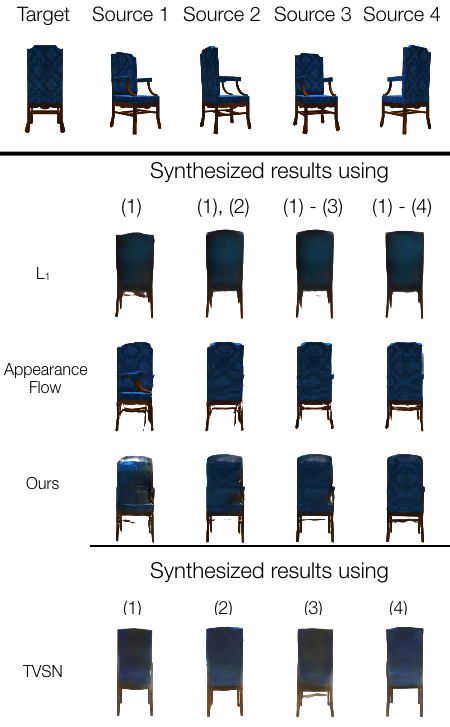 Target Source 1 Source 2 Source 3 Source 4
Synthesized results using
(1) (1), (2) (1) - (3) (1) - (4)
L₁
Appearance
Flow
Ours
Synthesized results using
(1) (2) (3) (4)
TVSN